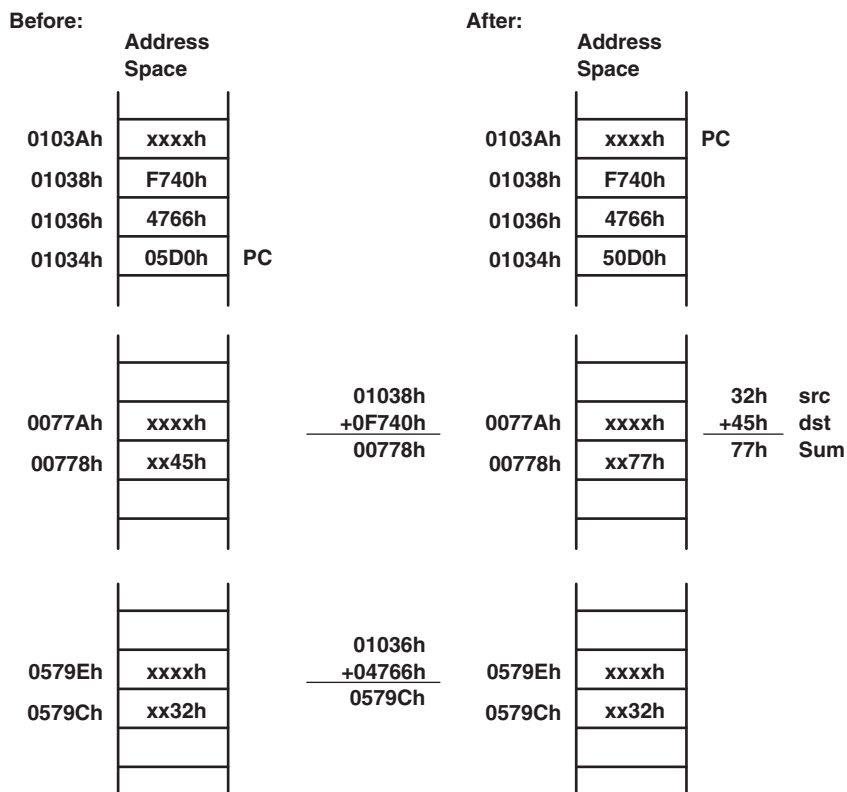 Before: After:
Address Address
Space Space
0103Ah xxxxh 0103Ah xxxxh PC
01038h F740h 01038h F740h
01036h 4766h 01036h 4766h
01034h 05D0h PC 01034h 50D0h
01038h 32h src
0077Ah xxxxh +0F740h 0077Ah xxxxh +45h dst
00778h xx45h 00778h 00778h xx77h 77h Sum
01036h
0579Eh xxxxh +04766h 0579Eh xxxxh
0579Ch xx32h 0579Ch 0579Ch xx32h